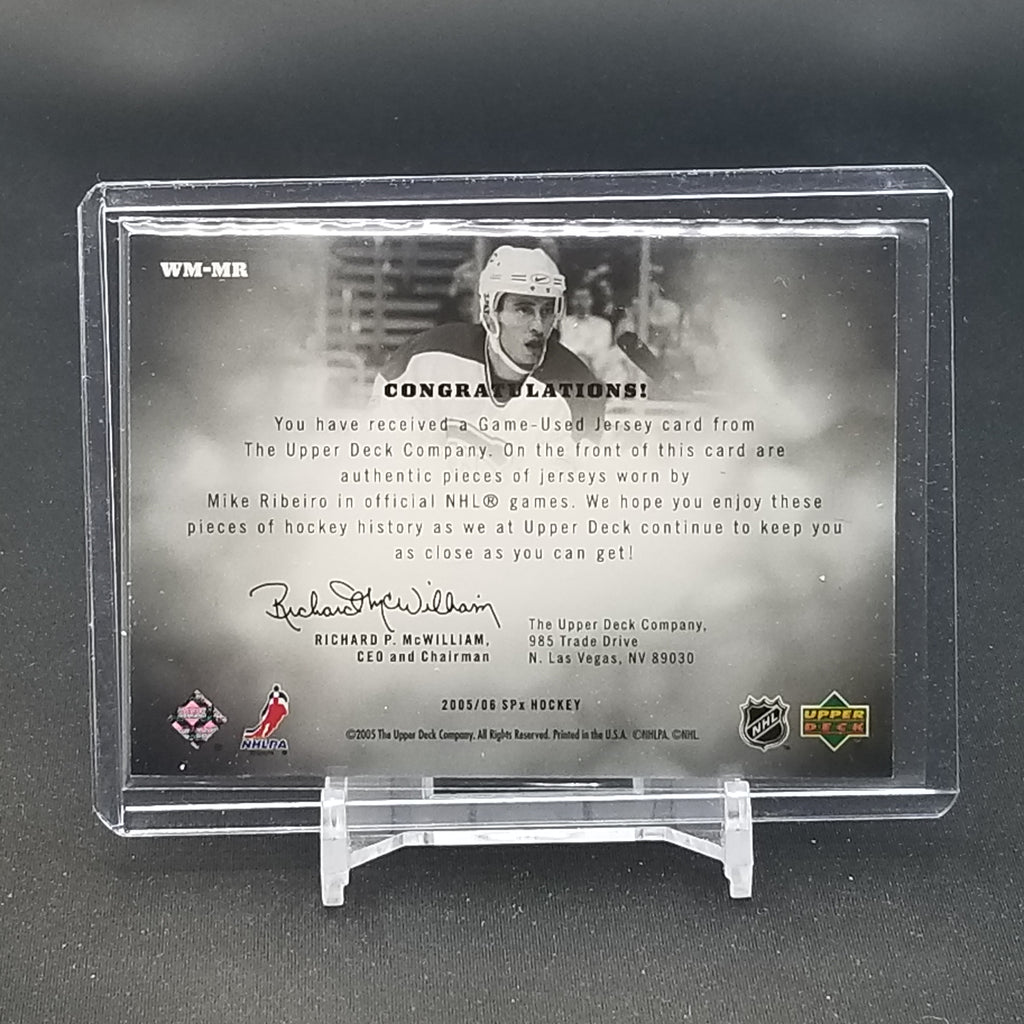 WM-MR
CONGRATULATIONS!
You have received a Game-Used Jersey card from
The Upper Deck Company. On the front of this card are
authentic pieces of jerseys worn by
Mike Ribeiro in official NHL® games. We hope you enjoy these
pieces of hockey history as we at Upper Deck continue to keep you
as close as you can get!
Richard McWilliam
RICHARD P. McWILLIAM,
CEO and Chairman
The Upper Deck Company,
985 Trade Drive
N. Las Vegas, NV 89030
2005/06 SPx HOCKEY
©2005 The Upper Deck Company. All Rights Reserved. Printed in the U.S.A. ©NHLPA. ©NHL.
NHLPA
NHL
UPPER
DECK